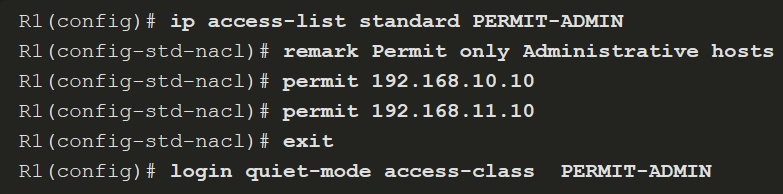 R1(config)# ip access-list standard PERMIT-ADMIN
R1(config-std-nacl)# remark Permit only Administrative hosts
R1(config-std-nacl)# permit 192.168.10.10
R1(config-std-nacl)# permit 192.168.11.10
R1(config-std-nacl)# exit
R1(config)# login quiet-mode access-class  PERMIT-ADMIN